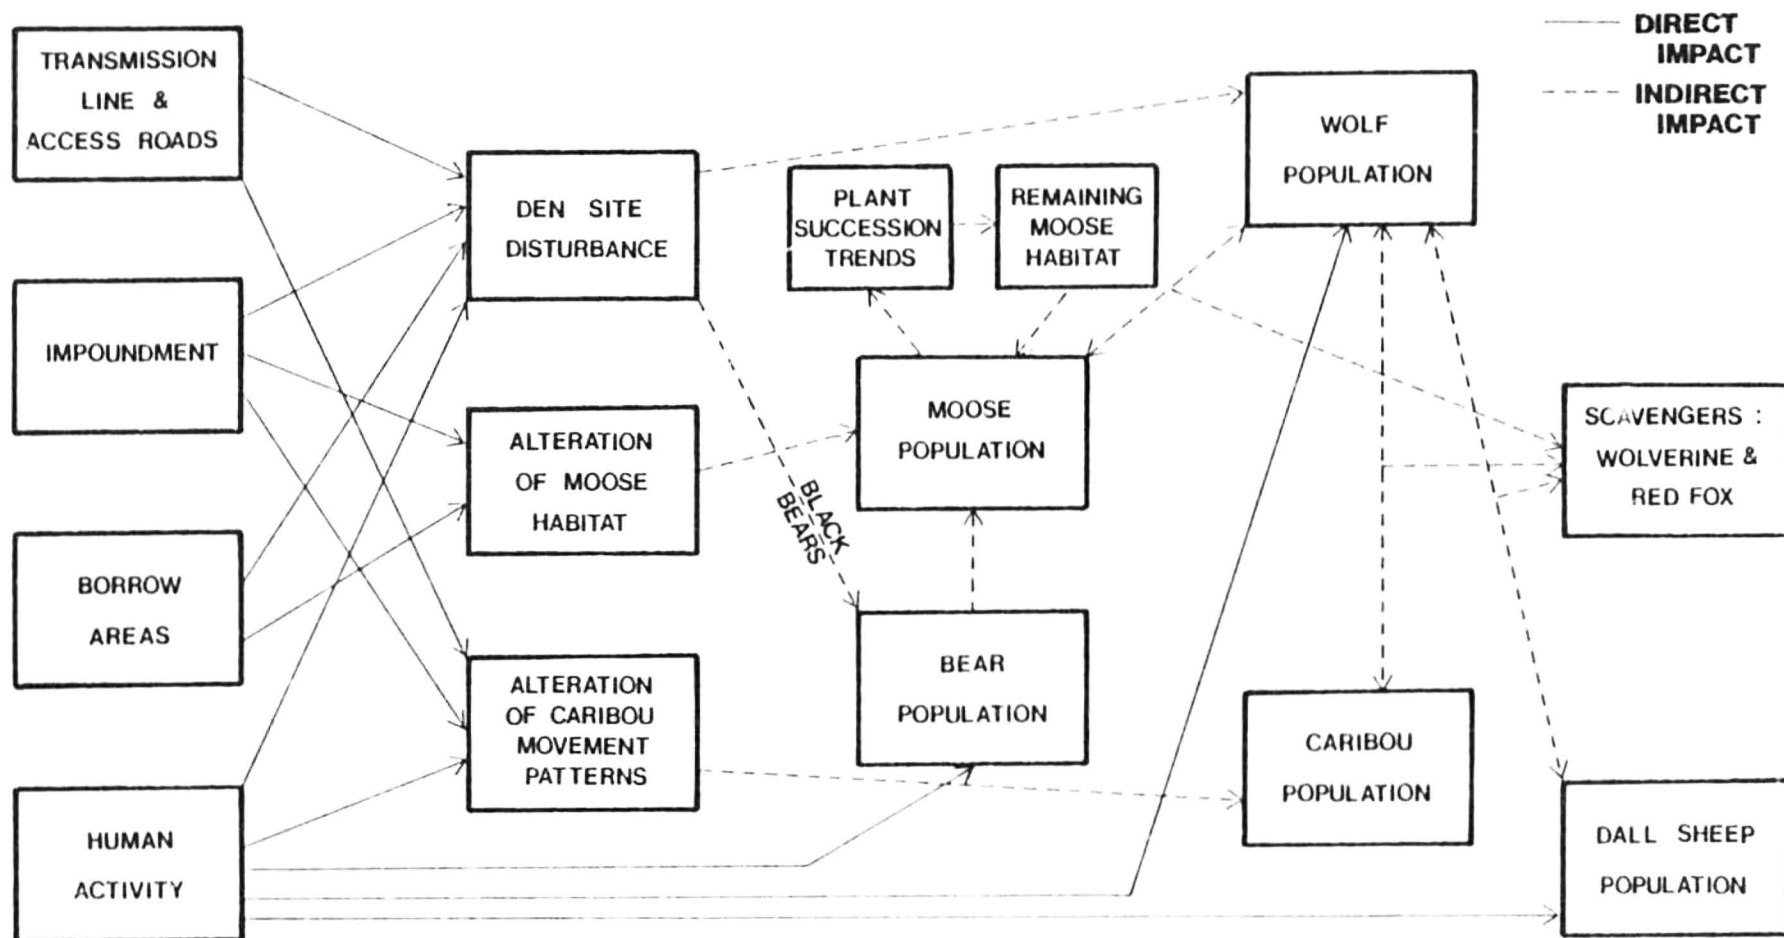 DIRECT
IMPACT
INDIRECT
IMPACT
TRANSMISSION
LINE &
ACCESS ROADS
IMPOUNDMENT
BORROW
AREAS
HUMAN
ACTIVITY
DEN SITE
DISTURBANCE
ALTERATION
OF MOOSE
HABITAT
ALTERATION
OF CARIBOU
MOVEMENT
PATTERNS
PLANT
SUCCESSION
TRENDS
REMAINING
MOOSE
HABITAT
MOOSE
POPULATION
BLACK
BEARS
BEAR
POPULATION
WOLF
POPULATION
CARIBOU
POPULATION
SCAVENGERS :
WOLVERINE &
RED FOX
DALL SHEEP
POPULATION